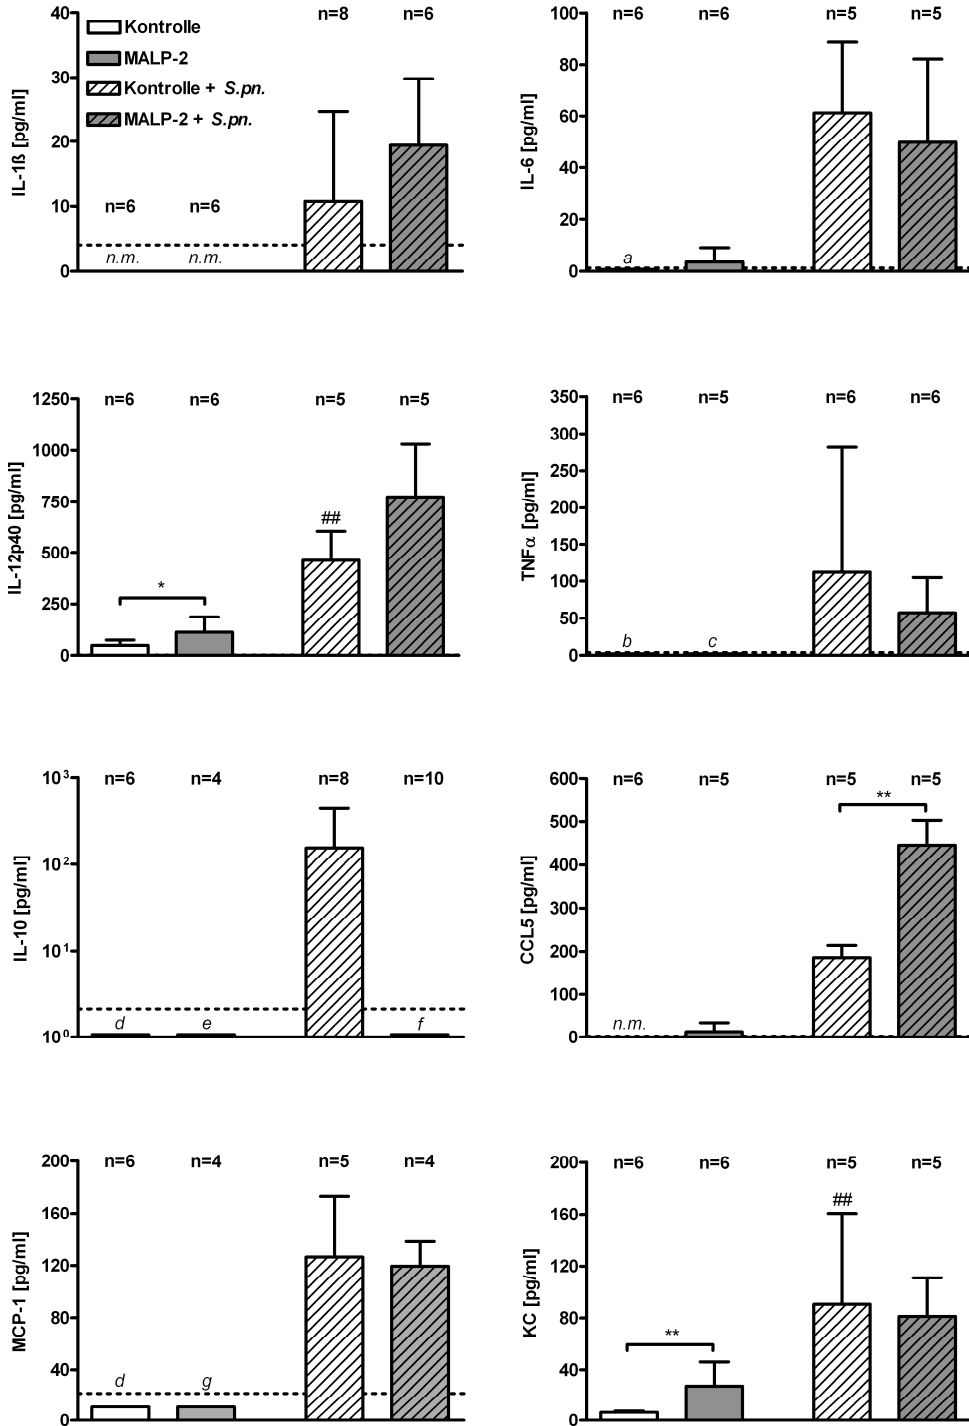 40
30
20
10
0
IL-1ß [pg/ml]
Kontrolle
MALP-2
Kontrolle + S.pn.
MALP-2 + S.pn.
n=6 n=6 n=8 n=6
n.m. n.m.
100
80
60
40
20
0
IL-6 [pg/ml]
n=6 n=6 n=5 n=5
a
1250
1000
750
500
250
0
IL-12p40 [pg/ml]
n=6 n=6 n=5 n=5
*
##
350
300
250
200
150
100
50
0
TNFα [pg/ml]
n=6 n=5 n=6 n=6
b c
10³
10²
10¹
10⁰
IL-10 [pg/ml]
n=6 n=4 n=8 n=10
d e f
600
500
400
300
200
100
0
CCL5 [pg/ml]
n=6 n=5 n=5 n=5
**
n.m.
200
160
120
80
40
0
MCP-1 [pg/ml]
n=6 n=4 n=5 n=4
d g
200
160
120
80
40
0
KC [pg/ml]
n=6 n=6 n=5 n=5
##
**